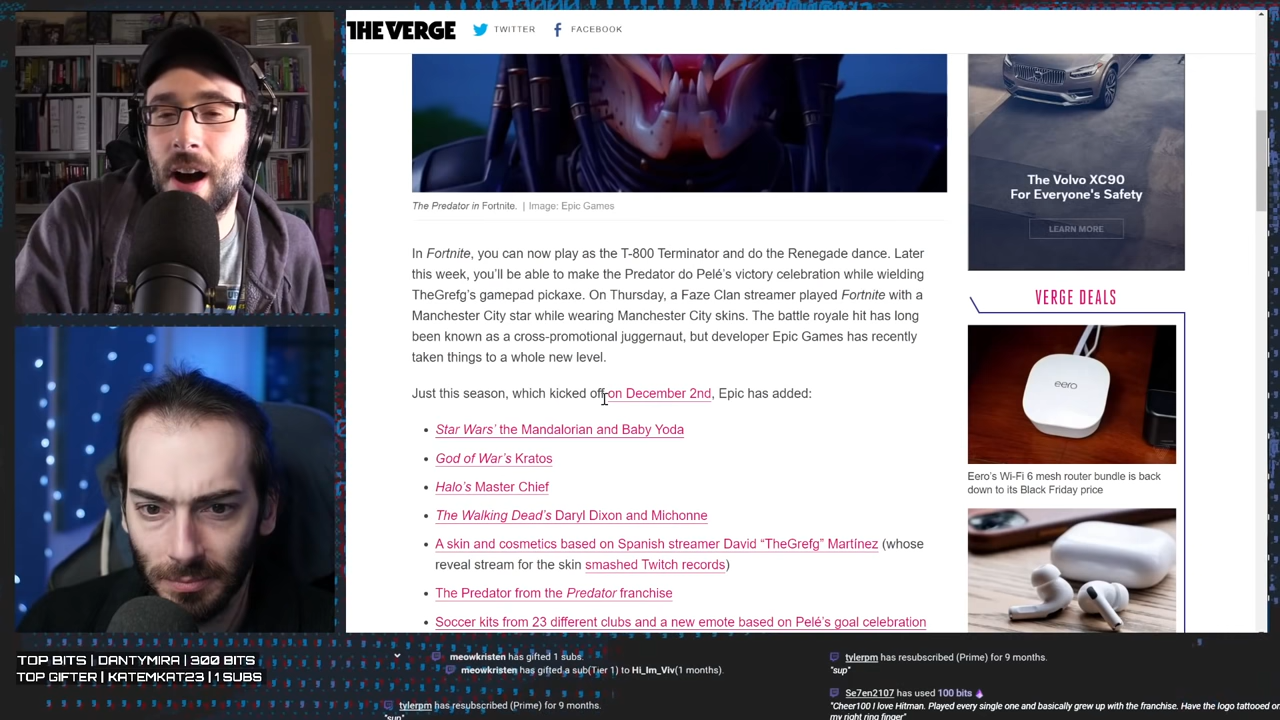 THE VERGE
TWITTER
FACEBOOK
The Predator in Fortnite. | Image: Epic Games
In Fortnite, you can now play as the T-800 Terminator and do the Renegade dance. Later
this week, you'll be able to make the Predator do Pelé's victory celebration while wielding
TheGrefg's gamepad pickaxe. On Thursday, a Faze Clan streamer played Fortnite with a
Manchester City star while wearing Manchester City skins. The battle royale hit has long
been known as a cross-promotional juggernaut, but developer Epic Games has recently
taken things to a whole new level.
Just this season, which kicked off on December 2nd, Epic has added:
• Star Wars' the Mandalorian and Baby Yoda
• God of War's Kratos
• Halo's Master Chief
• The Walking Dead's Daryl Dixon and Michonne
• A skin and cosmetics based on Spanish streamer David “TheGrefg” Martínez (whose
reveal stream for the skin smashed Twitch records)
• The Predator from the Predator franchise
• Soccer kits from 23 different clubs and a new emote based on Pelé's goal celebration
The Volvo XC90
For Everyone's Safety
LEARN MORE
VERGE DEALS
eero
Eero's Wi-Fi 6 mesh router bundle is back
down to its Black Friday price
TOP BITS | DANTYMIRA | 300 BITS
TOP GIFTER | KATEMKAT23 | 1 SUBS
meowkristen has gifted 1 subs.
meowkristen has gifted a sub(Tier 1) to Hi_Im_Viv(1 months).
tylerpm has resubscribed (Prime) for 9 months.
"sup"
tylerpm has resubscribed (Prime) for 9 months.
"sup"
Se7en2107 has used 100 bits
"Cheer100 I love Hitman. Played every single one and basically grew up with the franchise. Have the logo tattooed o
my right ring finger"